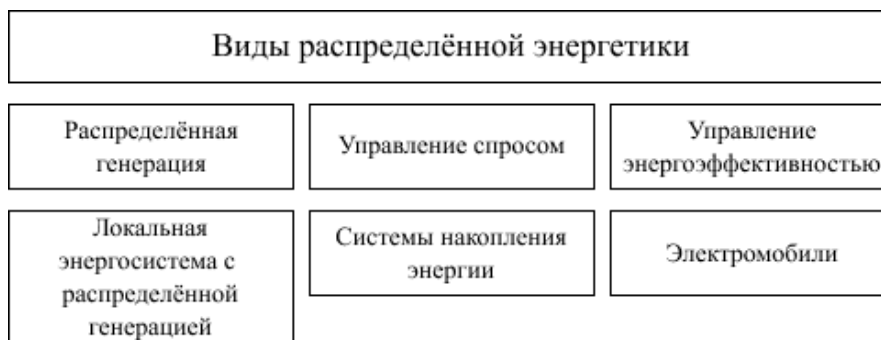 Виды распределённой энергетики
Распределённая
генерация
Управление спросом
Управление
энергоэффективностью
Локальная
энергосистема с
распределённой
генерацией
Системы накопления
энергии
Электромобили